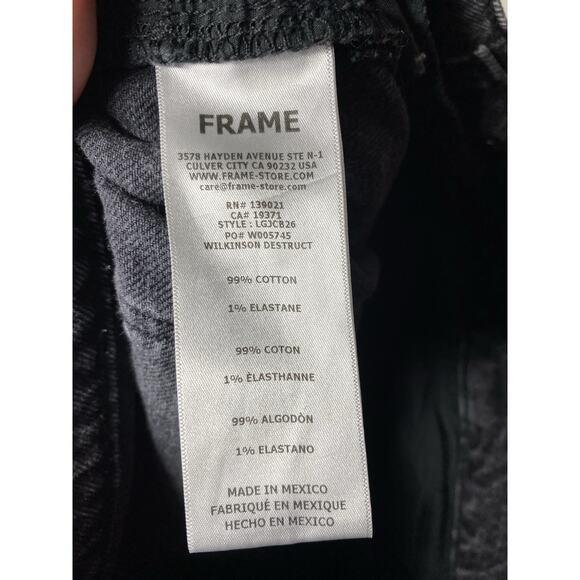 FRAME
3578 HAYDEN AVENUE STE N-1
CULVER CITY CA 90232 USA
WWW.FRAME-STORE.COM
care@frame-store.com
RN# 139021
CA# 19371
STYLE : LGJCB26
PO# W005745
WILKINSON DESTRUCT
99% COTTON
1% ELASTANE
99% COTON
1% ÈLASTHANNE
99% ALGODÒN
1% ELASTANO
MADE IN MEXICO
FABRIQUÉ EN MEXIQUE
HECHO EN MEXICO